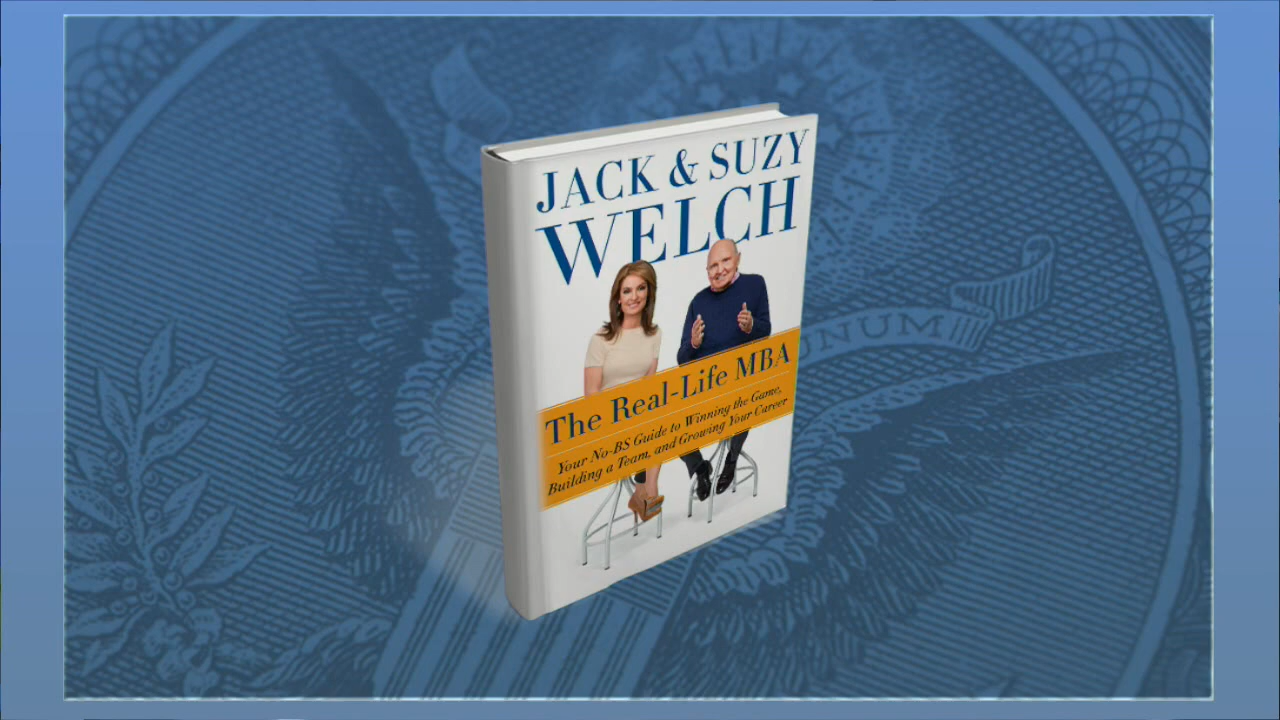 JACK & SUZY
WELCH
The Real-Life MBA
Your No-BS Guide to Winning the Game,
Building a Team, and Growing Your Career
UNUM